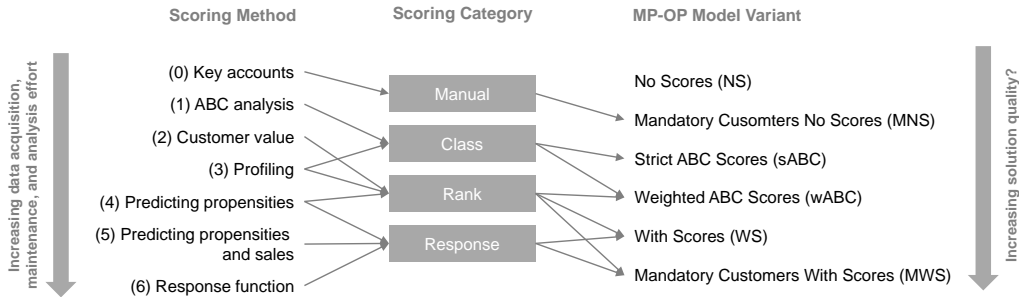 Scoring Method
Scoring Category
MP-OP Model Variant
Increasing data acquisition,
maintenance, and analysis effort
(0) Key accounts
(1) ABC analysis
(2) Customer value
(3) Profiling
(4) Predicting propensities
(5) Predicting propensities
and sales
(6) Response function
Manual
Class
Rank
Response
No Scores (NS)
Mandatory Cusomters No Scores (MNS)
Strict ABC Scores (sABC)
Weighted ABC Scores (wABC)
With Scores (WS)
Mandatory Customers With Scores (MWS)
Increasing solution quality?